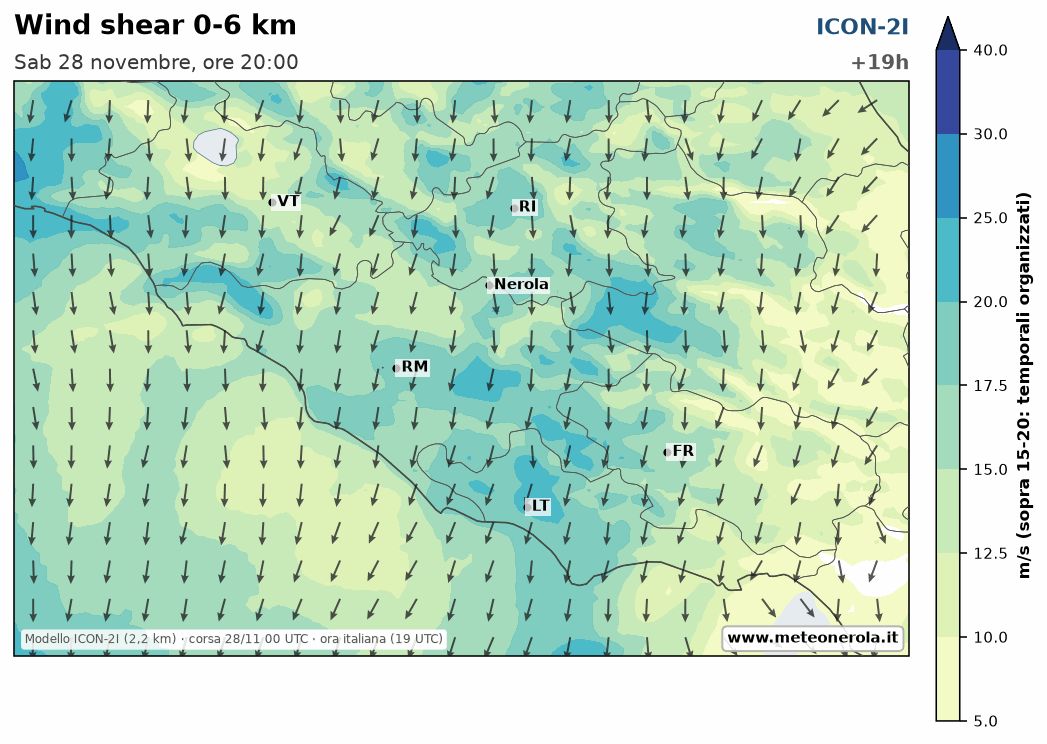 Wind shear 0-6 km
ICON-2I
Sab 28 novembre, ore 20:00
+19h
VT
RI
Nerola
RM
FR
LT
Modello ICON-2I (2,2 km) · corsa 28/11 00 UTC · ora italiana (19 UTC)
www.meteonerola.it
40.0
30.0
25.0
20.0
17.5
15.0
12.5
10.0
5.0
m/s (sopra 15-20: temporali organizzati)